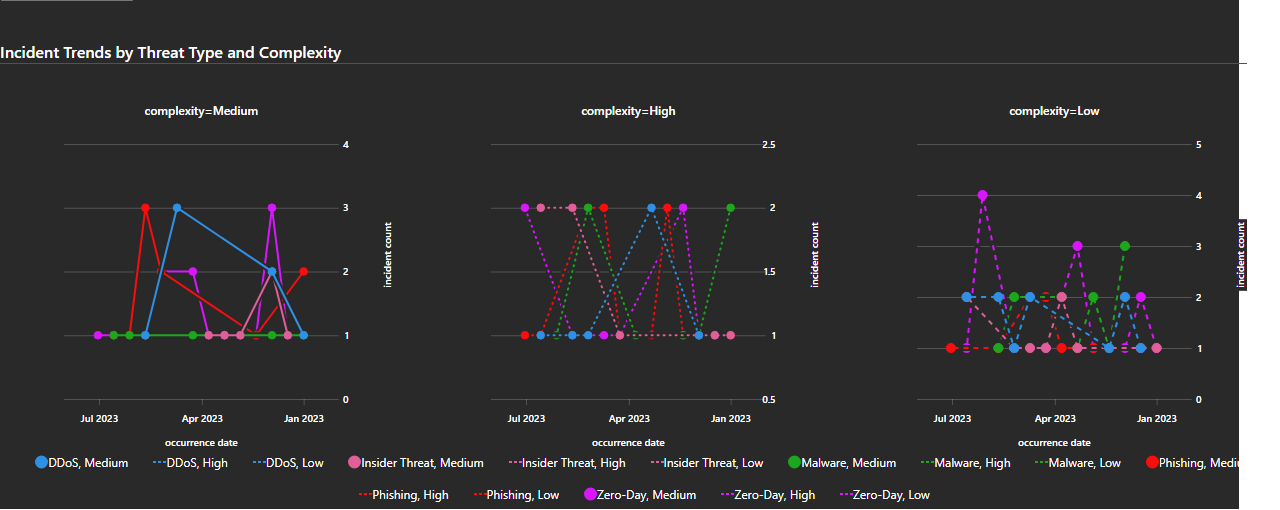 Incident Trends by Threat Type and Complexity
complexity=Medium
4
3
2
1
0
incident count
Jul 2023 Apr 2023 Jan 2023
occurrence date
complexity=High
2.5
2
1.5
1
0.5
incident count
Jul 2023 Apr 2023 Jan 2023
occurrence date
complexity=Low
5
4
3
2
1
0
incident count
Jul 2023 Apr 2023 Jan 2023
occurrence date
DDoS, Medium DDoS, High DDoS, Low Insider Threat, Medium Insider Threat, High Insider Threat, Low Malware, Medium Malware, High Malware, Low Phishing, Mediu
Phishing, High Phishing, Low Zero-Day, Medium Zero-Day, High Zero-Day, Low